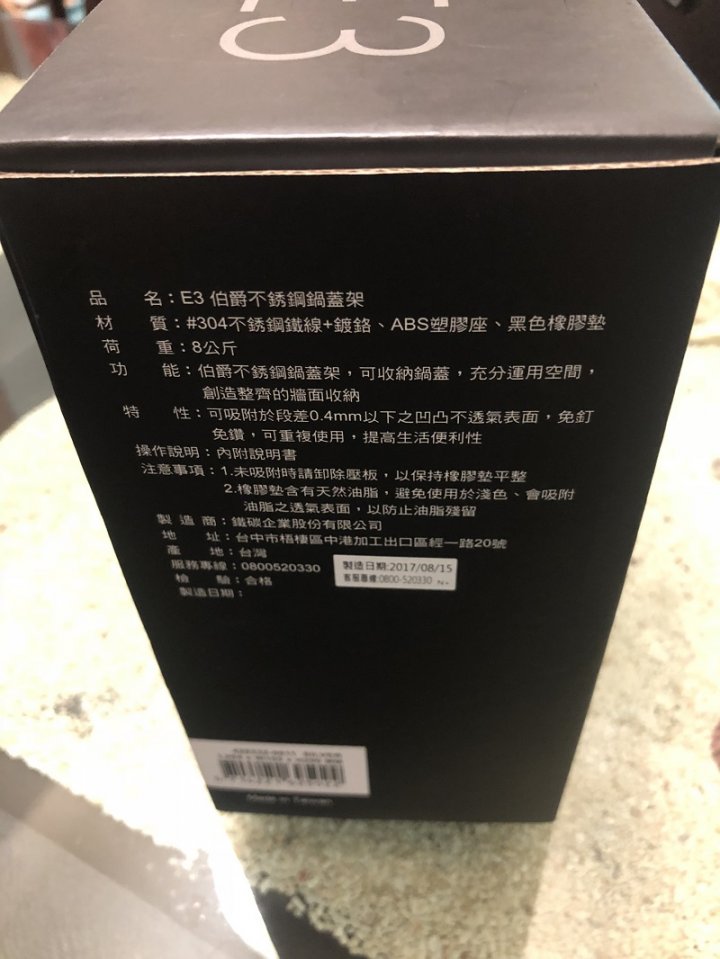 E3
品　　名：E3 伯爵不銹鋼鍋蓋架
材　　質：#304不銹鋼鐵線+鍍鉻、ABS塑膠座、黑色橡膠墊
荷　　重：8公斤
功　　能：伯爵不銹鋼鍋蓋架，可收納鍋蓋，充分運用空間，
創造整齊的牆面收納
特　　性：可吸附於段差0.4mm以下之凹凸不透氣表面，免釘
免鑽，可重複使用，提高生活便利性
操作說明：內附說明書
注意事項：1.未吸附時請卸除壓板，以保持橡膠墊平整
2.橡膠墊含有天然油脂，避免使用於淺色、會吸附
油脂之透氣表面，以防止油脂殘留
製 造 商：鐵碳企業股份有限公司
地　　址：台中市梧棲區中港加工出口區經一路20號
產　　地：台灣
服務專線：0800520330
檢　　驗：合格
製造日期：
製造日期:2017/08/15
客服專線:0800-520330 N+
Made in Taiwan